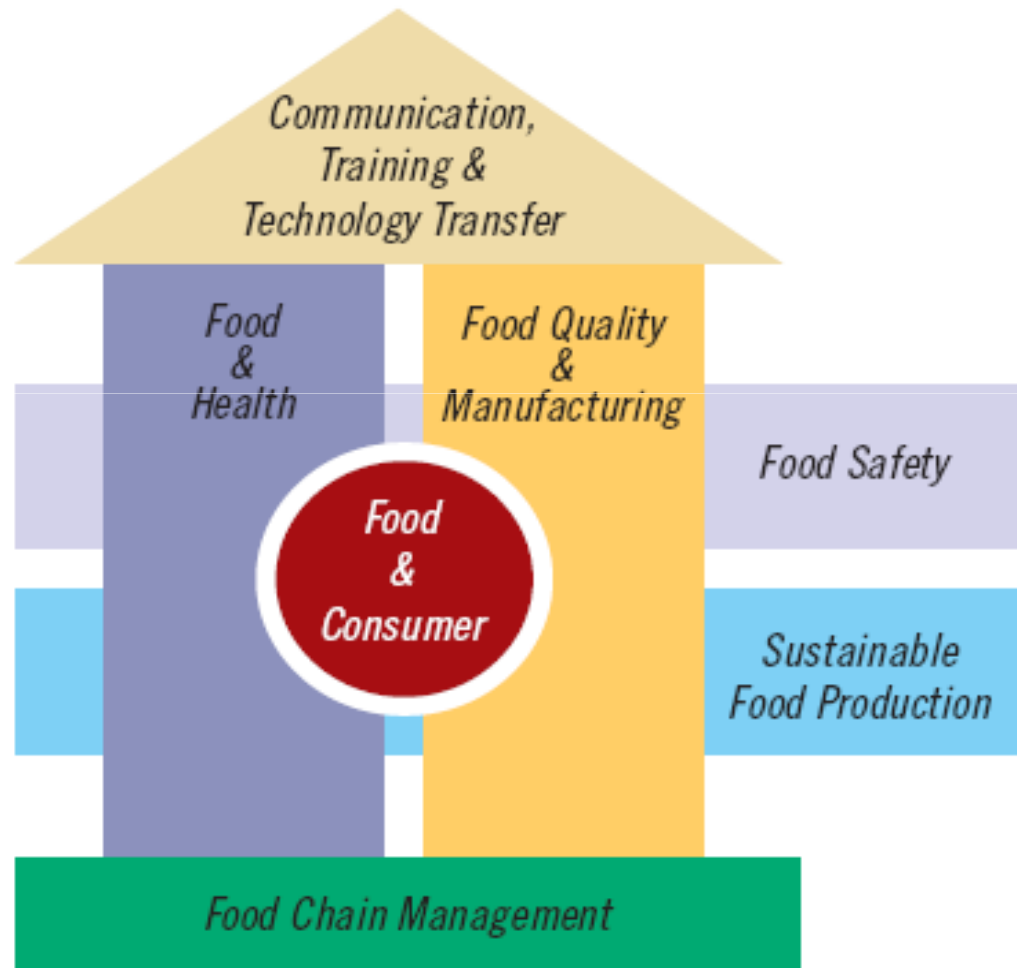 Communication,
Training &
Technology Transfer
Food
&
Health
Food Quality
&
Manufacturing
Food Safety
Food
&
Consumer
Sustainable
Food Production
Food Chain Management